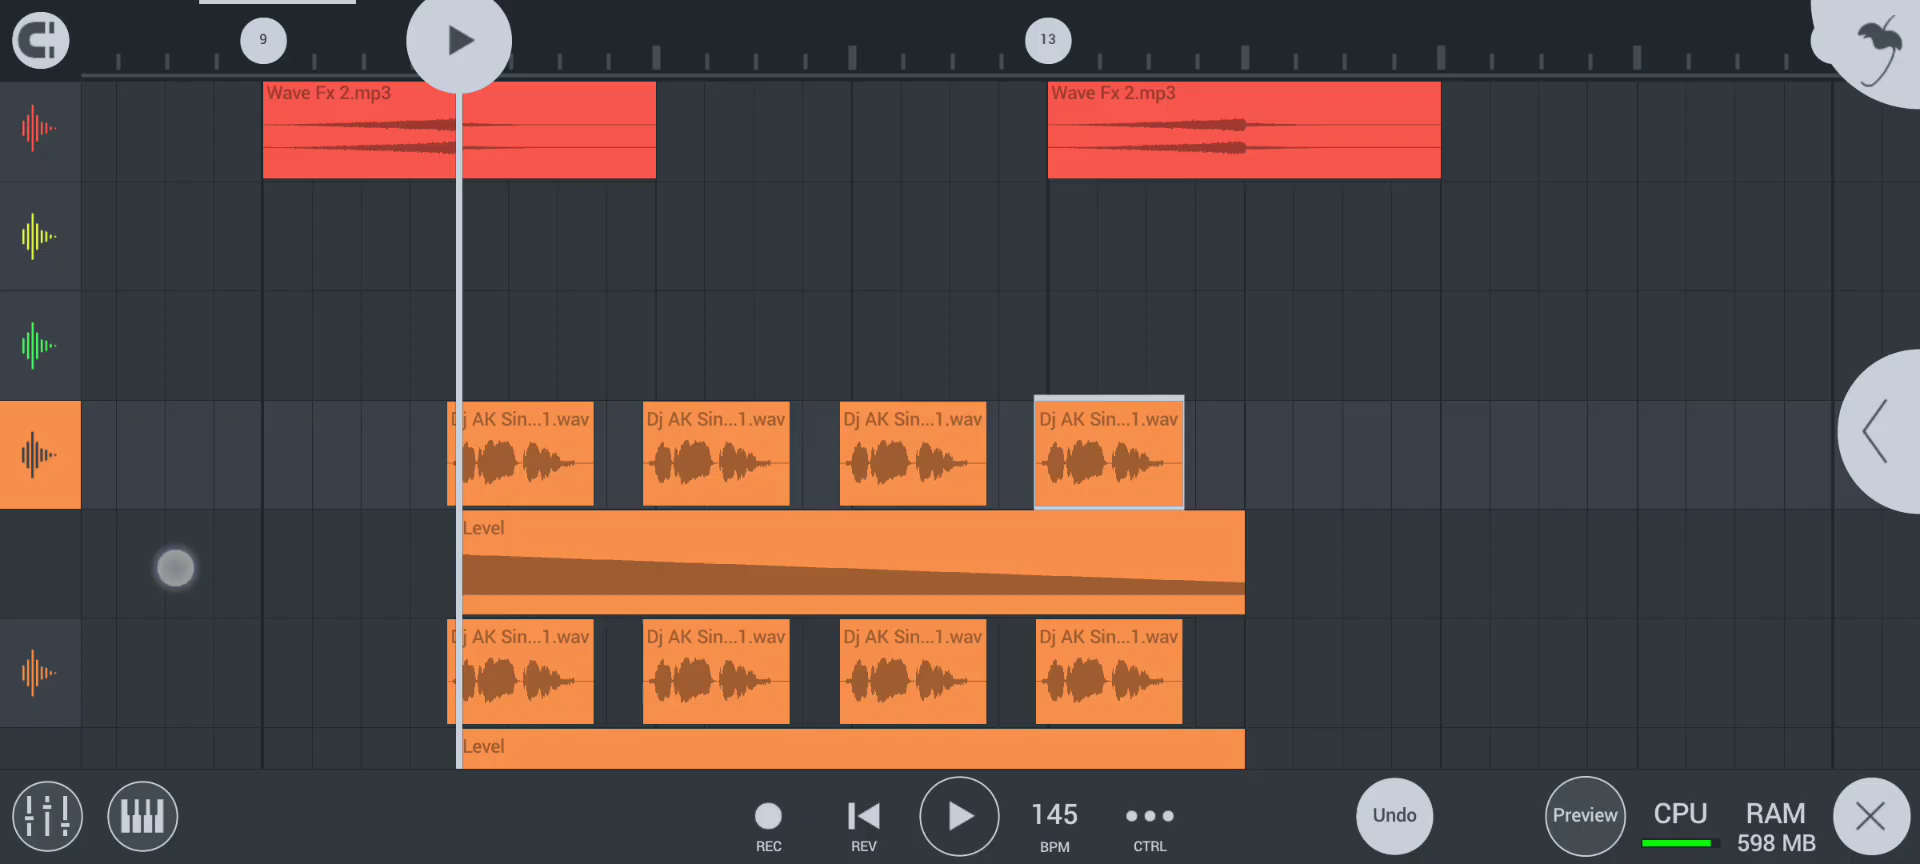 9
13
Wave Fx 2.mp3
Wave Fx 2.mp3
Dj AK Sin...1.wav
Dj AK Sin...1.wav
Dj AK Sin...1.wav
Dj AK Sin...1.wav
Level
Dj AK Sin...1.wav
Dj AK Sin...1.wav
Dj AK Sin...1.wav
Dj AK Sin...1.wav
Level
REC
REV
145
BPM
CTRL
Undo
Preview
CPU
RAM
598 MB